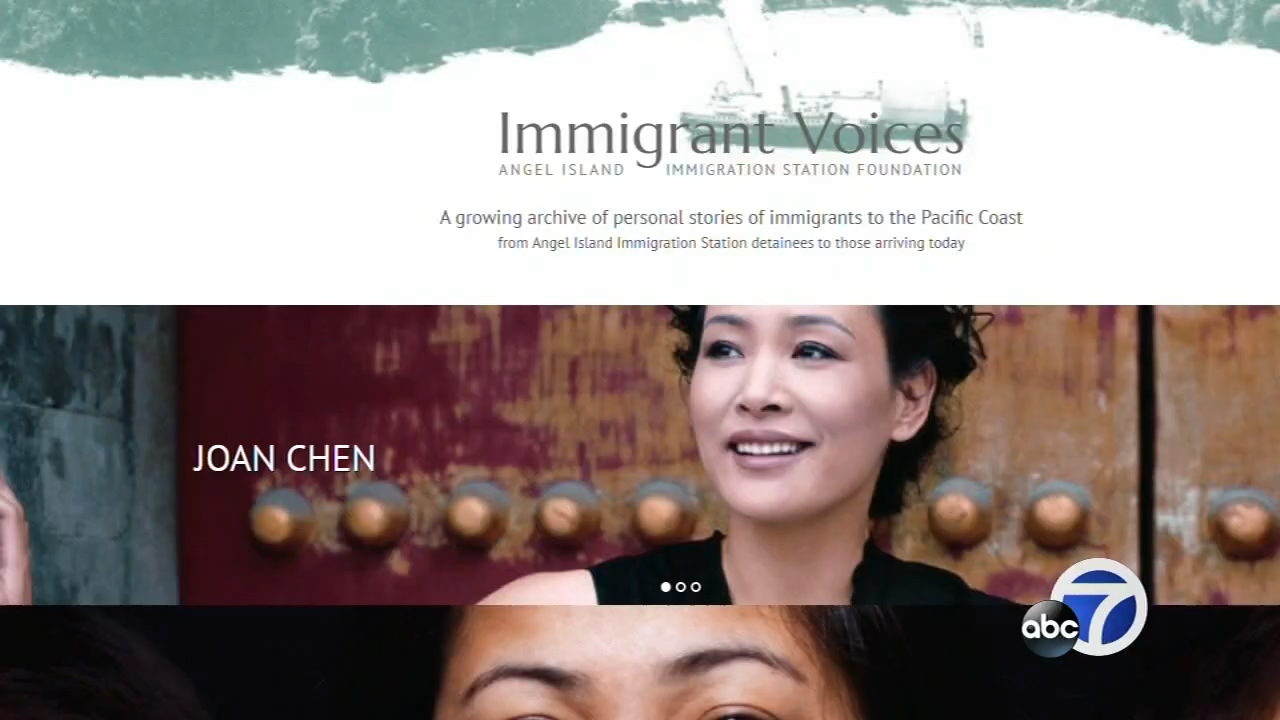 Immigrant Voices
ANGEL ISLAND IMMIGRATION STATION FOUNDATION
A growing archive of personal stories of immigrants to the Pacific Coast
from Angel Island Immigration Station detainees to those arriving today
JOAN CHEN
abc 7